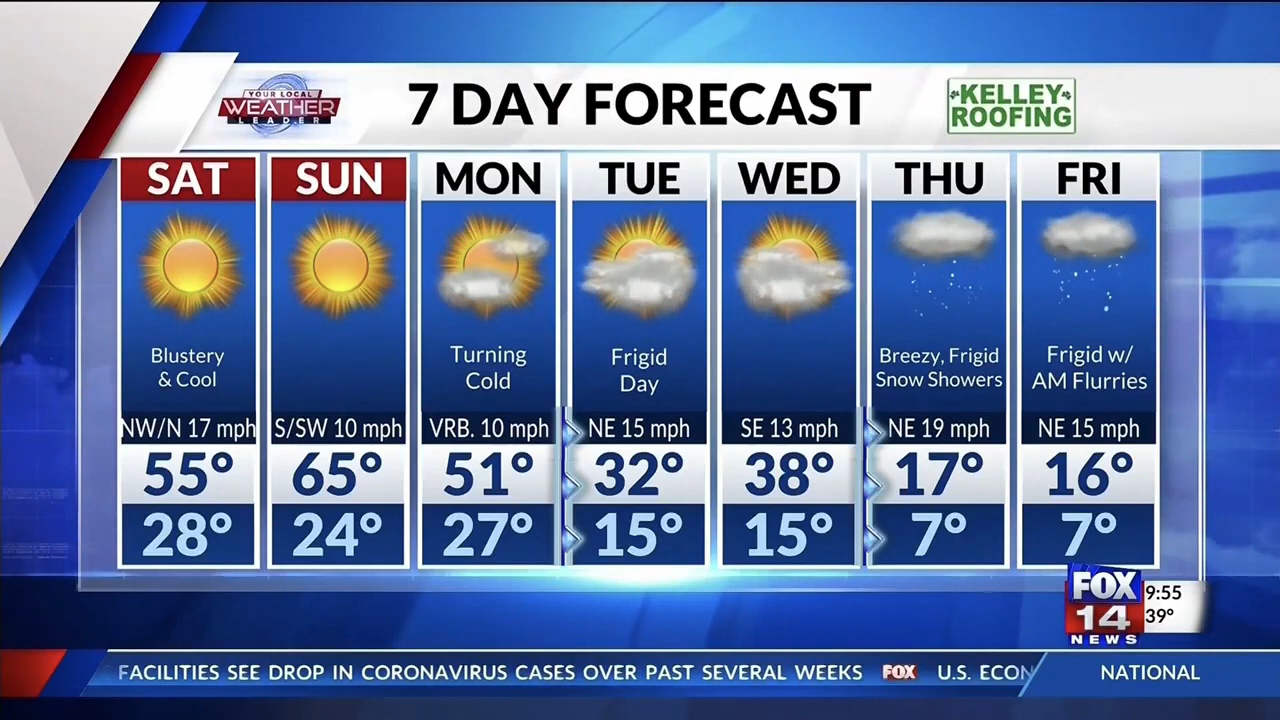 YOUR LOCAL
WEATHER
LEADER
7 DAY FORECAST
KELLEY
ROOFING
SAT SUN MON TUE WED THU FRI
Blustery
& Cool
Turning
Cold
Frigid
Day
Breezy, Frigid
Snow Showers
Frigid w/
AM Flurries
NW/N 17 mph S/SW 10 mph VRB. 10 mph NE 15 mph SE 13 mph NE 19 mph NE 15 mph
55° 65° 51° 32° 38° 17° 16°
28° 24° 27° 15° 15° 7° 7°
FOX
14
NEWS
9:55
39°
FACILITIES SEE DROP IN CORONAVIRUS CASES OVER PAST SEVERAL WEEKS FOX U.S. ECON NATIONAL